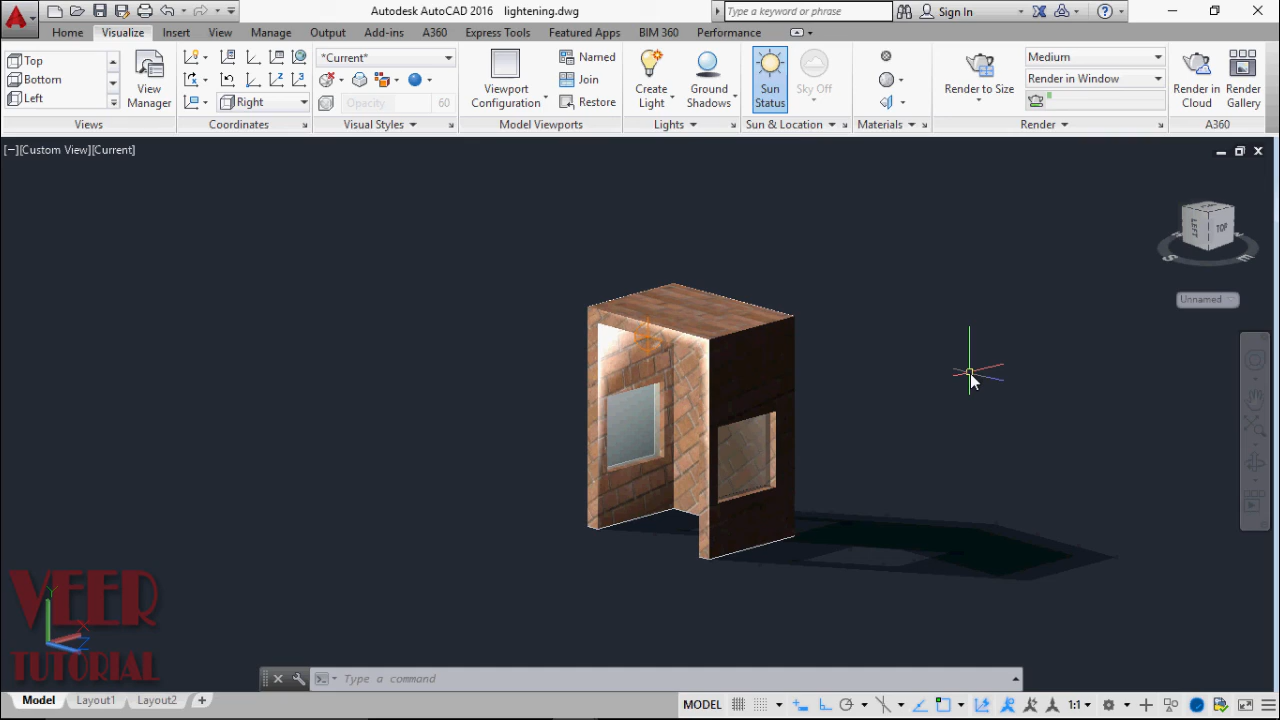 Autodesk AutoCAD 2016 lightening.dwg
Type a keyword or phrase
Sign In
Home Visualize Insert View Manage Output Add-ins A360 Express Tools Featured Apps BIM 360 Performance
Top
Bottom
Left
View
Manager
Views
Right
Coordinates
*Current*
Opacity 60
Visual Styles
Viewport
Configuration
Named
Join
Restore
Model Viewports
Create
Light
Ground
Shadows
Lights
Sun
Status
Sky Off
Sun & Location
Materials
Render to Size
Medium
Render in Window
Render
Render in
Cloud
Render
Gallery
A360
[−][Custom View][Current]
LEFT
TOP
S
E
Unnamed
VEER
TUTORIAL
Y
X
Z
Type a command
Model Layout1 Layout2
MODEL
1:1